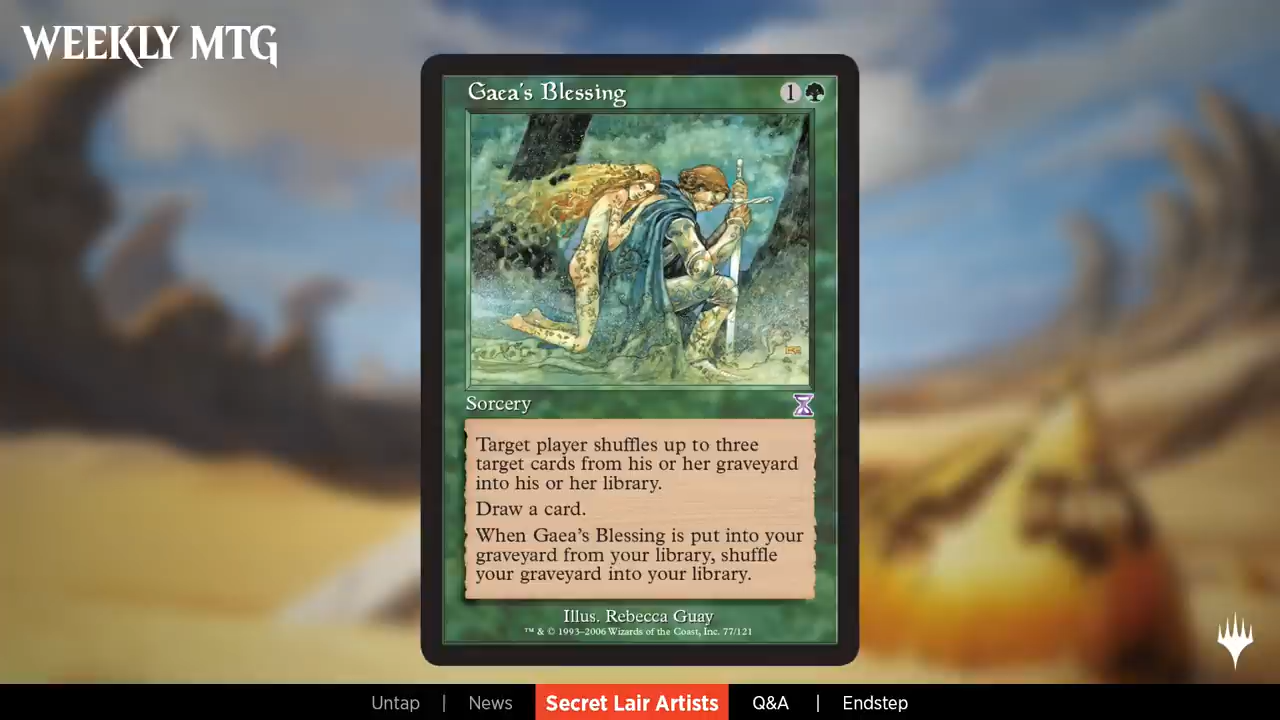 WEEKLY MTG
Gaea's Blessing 1
Sorcery
Target player shuffles up to three
target cards from his or her graveyard
into his or her library.
Draw a card.
When Gaea's Blessing is put into your
graveyard from your library, shuffle
your graveyard into your library.
Illus. Rebecca Guay
™ & © 1993–2006 Wizards of the Coast, Inc. 77/121
Untap | News Secret Lair Artists Q&A | Endstep